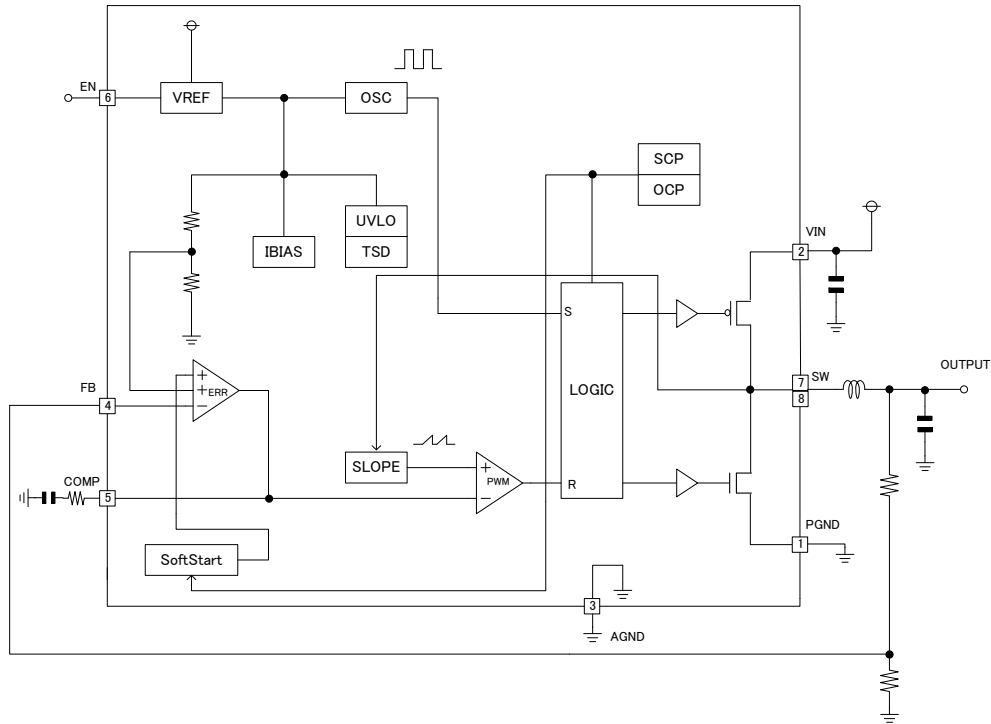 EN
6
VREF
OSC
SCP
OCP
UVLO
TSD
IBIAS
VIN
2
S
LOGIC
R
SW
7
8
OUTPUT
FB
4
+
+
−
ERR
COMP
5
SLOPE
+
−
PWM
SoftStart
PGND
1
3
AGND